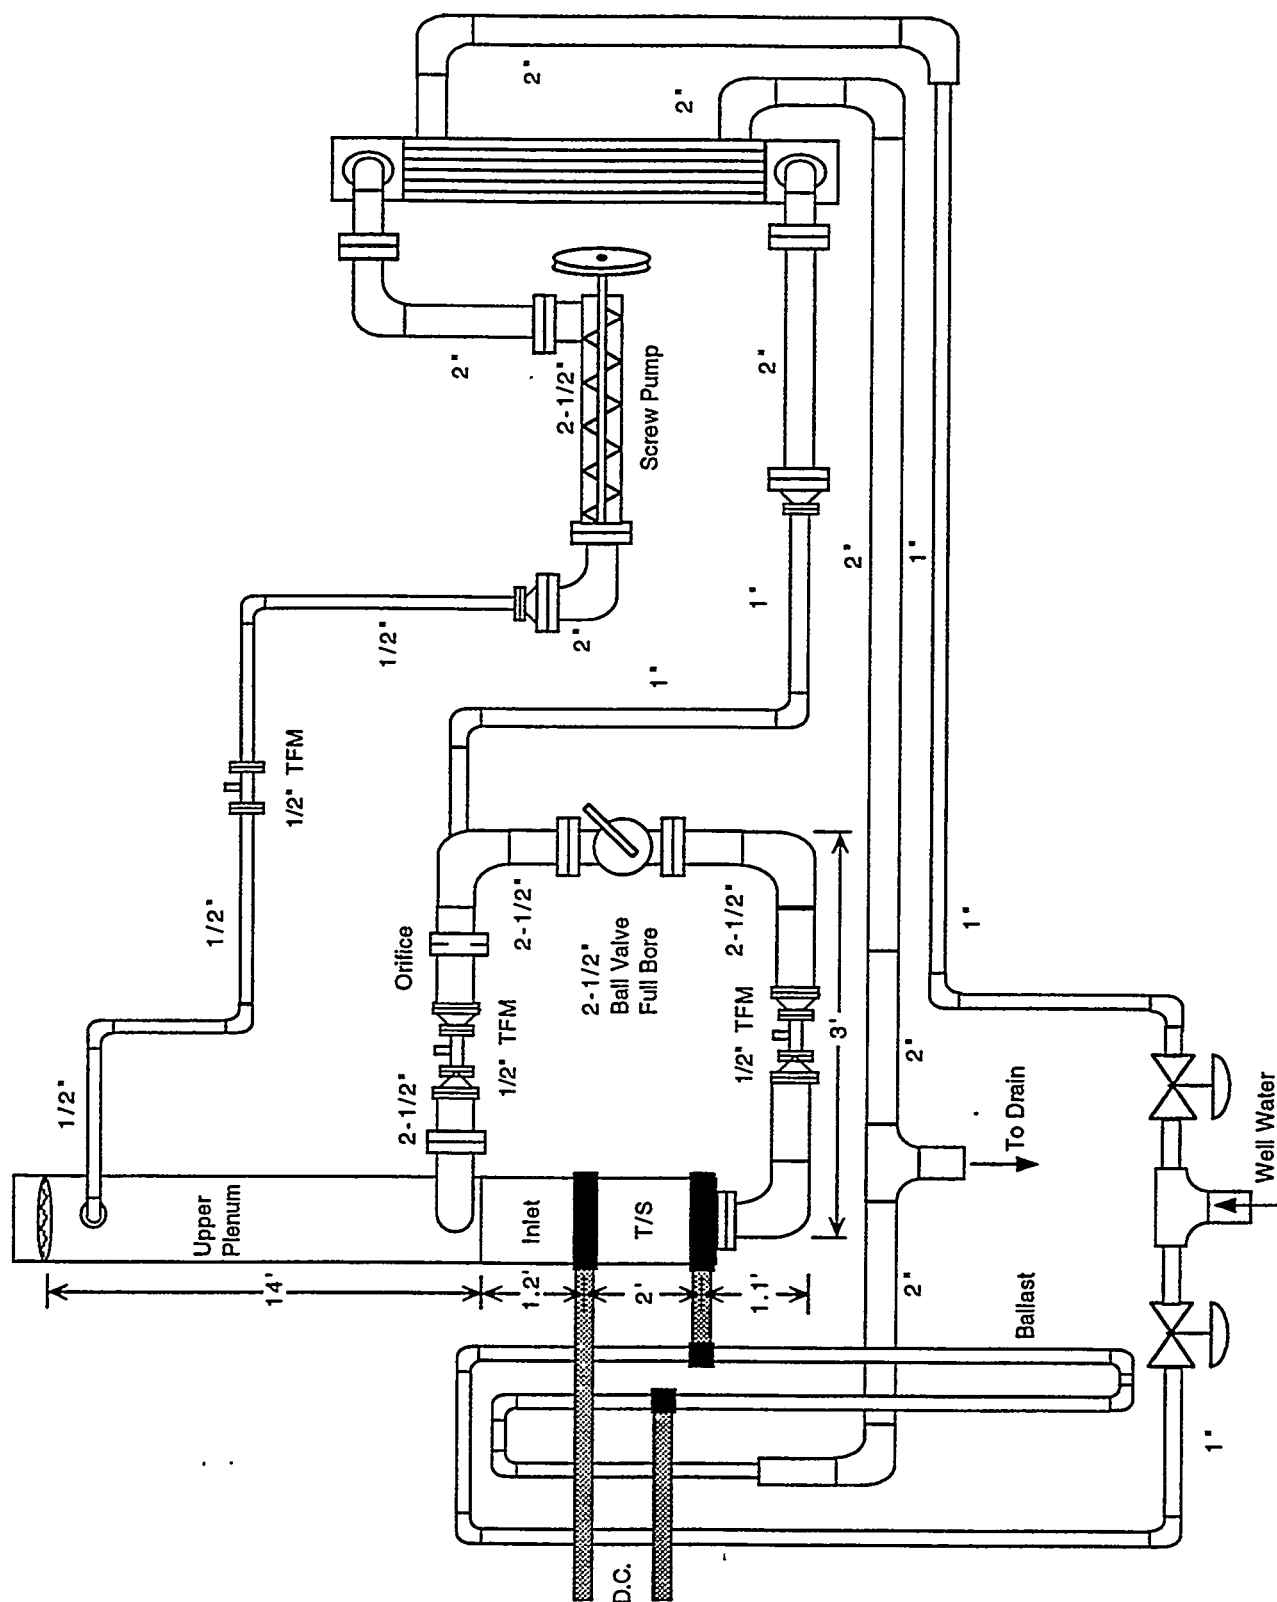 2"
2"
2"
2-1/2"
Screw Pump
2"
1/2"
2"
1"
2"
1"
1"
1/2" TFM
1/2"
1/2"
Orifice
2-1/2"
1/2" TFM
2-1/2"
2-1/2"
Ball Valve
Full Bore
2-1/2"
1/2" TFM
3'
1"
2"
To Drain
Well Water
Upper
Plenum
Inlet
T/S
14'
1.2'
2'
1.1'
2"
Ballast
1"
D.C.